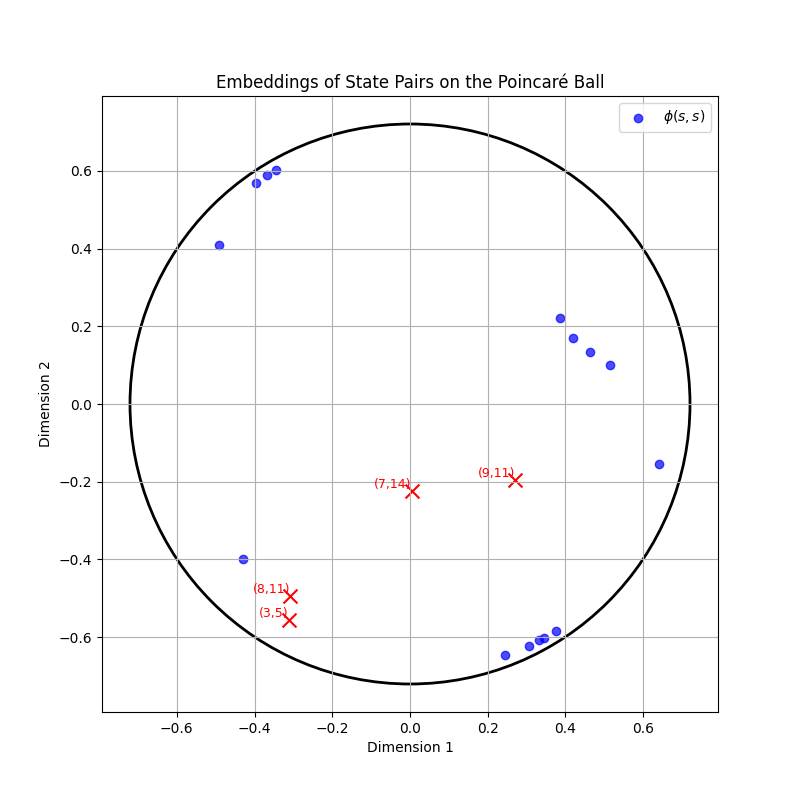 Embeddings of State Pairs on the Poincaré Ball
ϕ(s, s)
0.6
0.4
0.2
0.0
−0.2
−0.4
−0.6
Dimension 2
(7,14)
(9,11)
(8,11)
(3,5)
−0.6 −0.4 −0.2 0.0 0.2 0.4 0.6
Dimension 1